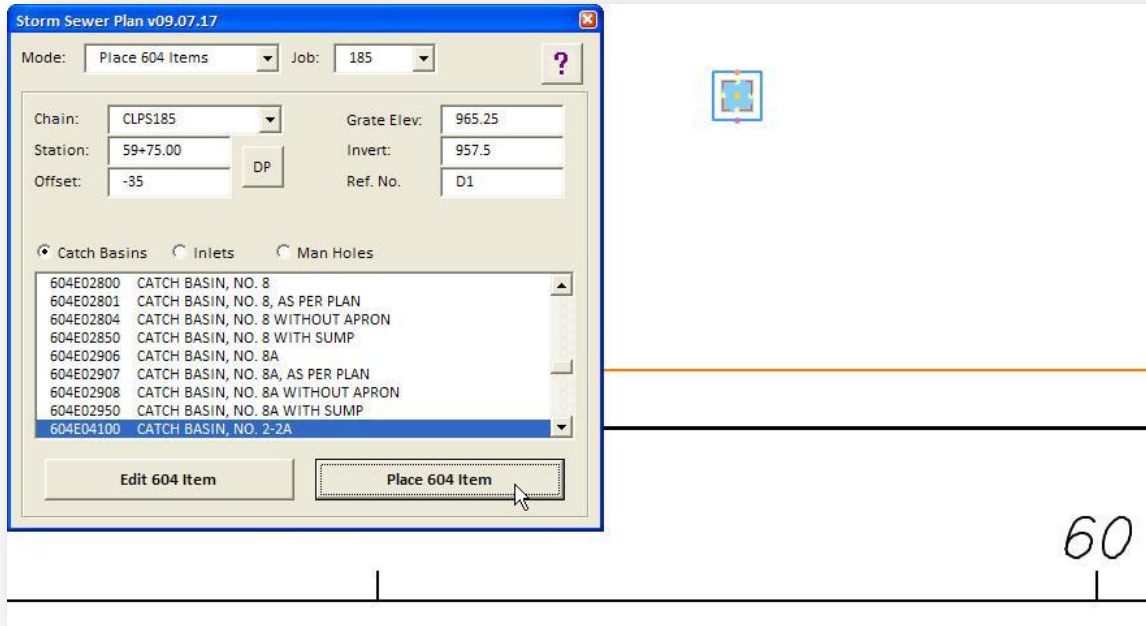 Storm Sewer Plan v09.07.17
Mode: Place 604 Items Job: 185 ?
Chain: CLPS185 Grate Elev: 965.25
Station: 59+75.00 DP Invert: 957.5
Offset: -35 Ref. No. D1
Catch Basins Inlets Man Holes
604E02800 CATCH BASIN, NO. 8
604E02801 CATCH BASIN, NO. 8, AS PER PLAN
604E02804 CATCH BASIN, NO. 8 WITHOUT APRON
604E02850 CATCH BASIN, NO. 8 WITH SUMP
604E02906 CATCH BASIN, NO. 8A
604E02907 CATCH BASIN, NO. 8A, AS PER PLAN
604E02908 CATCH BASIN, NO. 8A WITHOUT APRON
604E02950 CATCH BASIN, NO. 8A WITH SUMP
604E04100 CATCH BASIN, NO. 2-2A
Edit 604 Item Place 604 Item
60